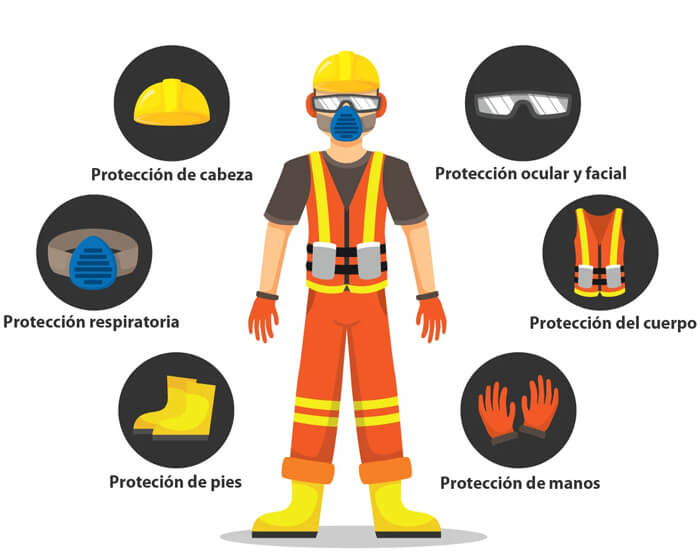 Protección de cabeza
Protección ocular y facial
Protección respiratoria
Protección del cuerpo
Proteción de pies
Protección de manos